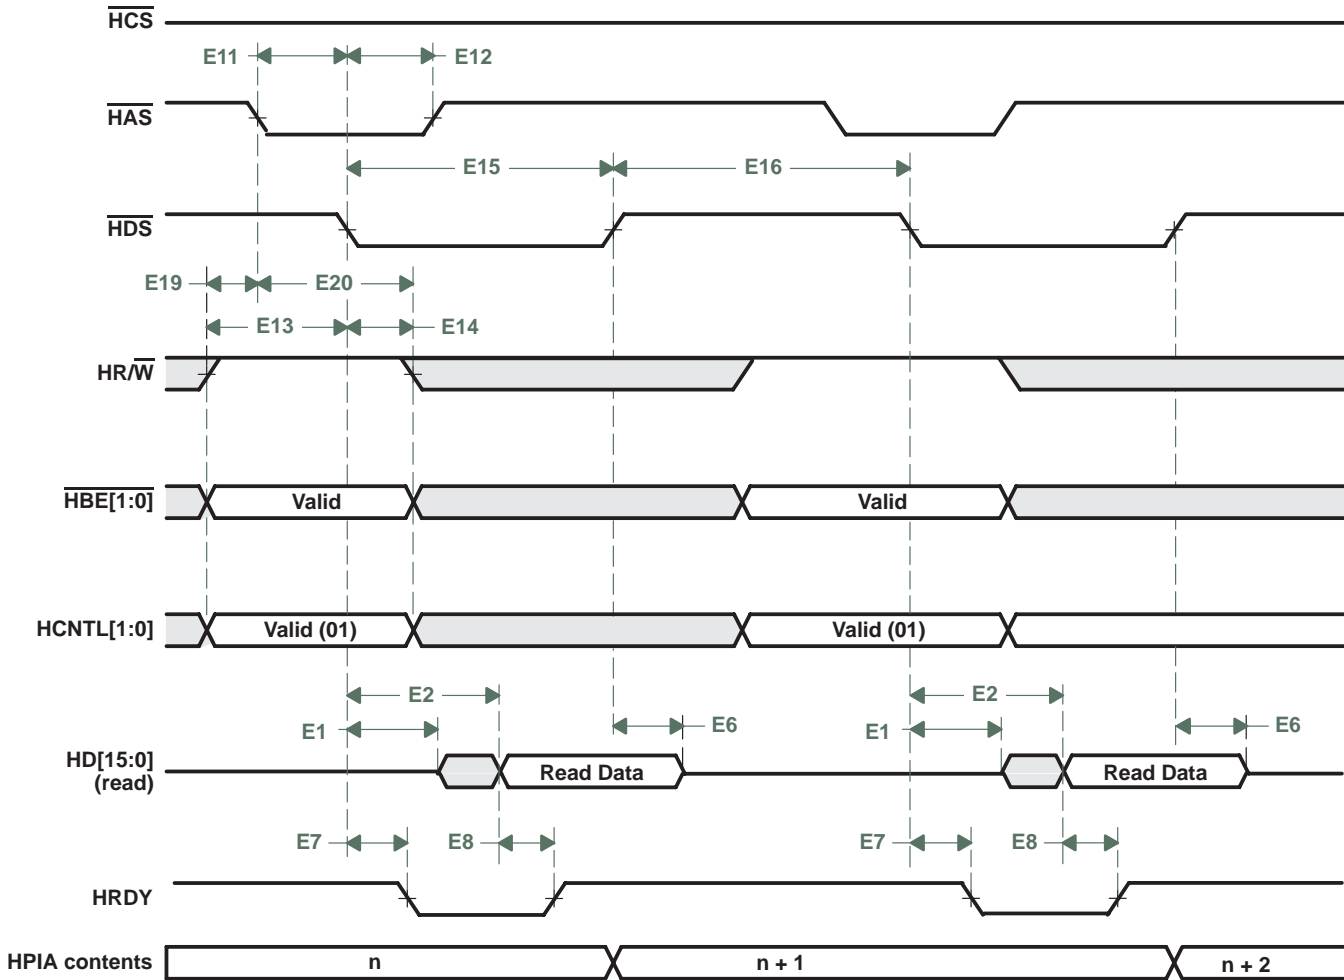 HCS
E11 E12
HAS
E15 E16
HDS
E19 E20
E13 E14
HR/W
HBE[1:0] Valid Valid
HCNTL[1:0] Valid (01) Valid (01)
E2 E2
E1 E6 E1 E6
HD[15:0]
(read)
Read Data Read Data
E7 E8 E7 E8
HRDY
HPIA contents n n + 1 n + 2